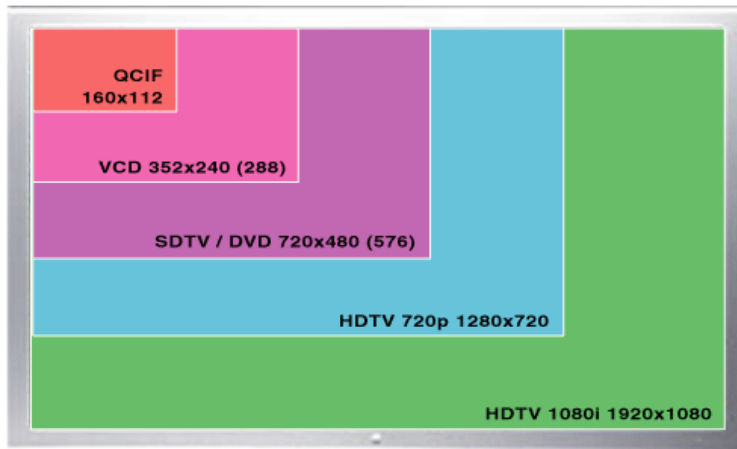 QCIF
160x112
VCD 352x240 (288)
SDTV / DVD 720x480 (576)
HDTV 720p 1280x720
HDTV 1080i 1920x1080